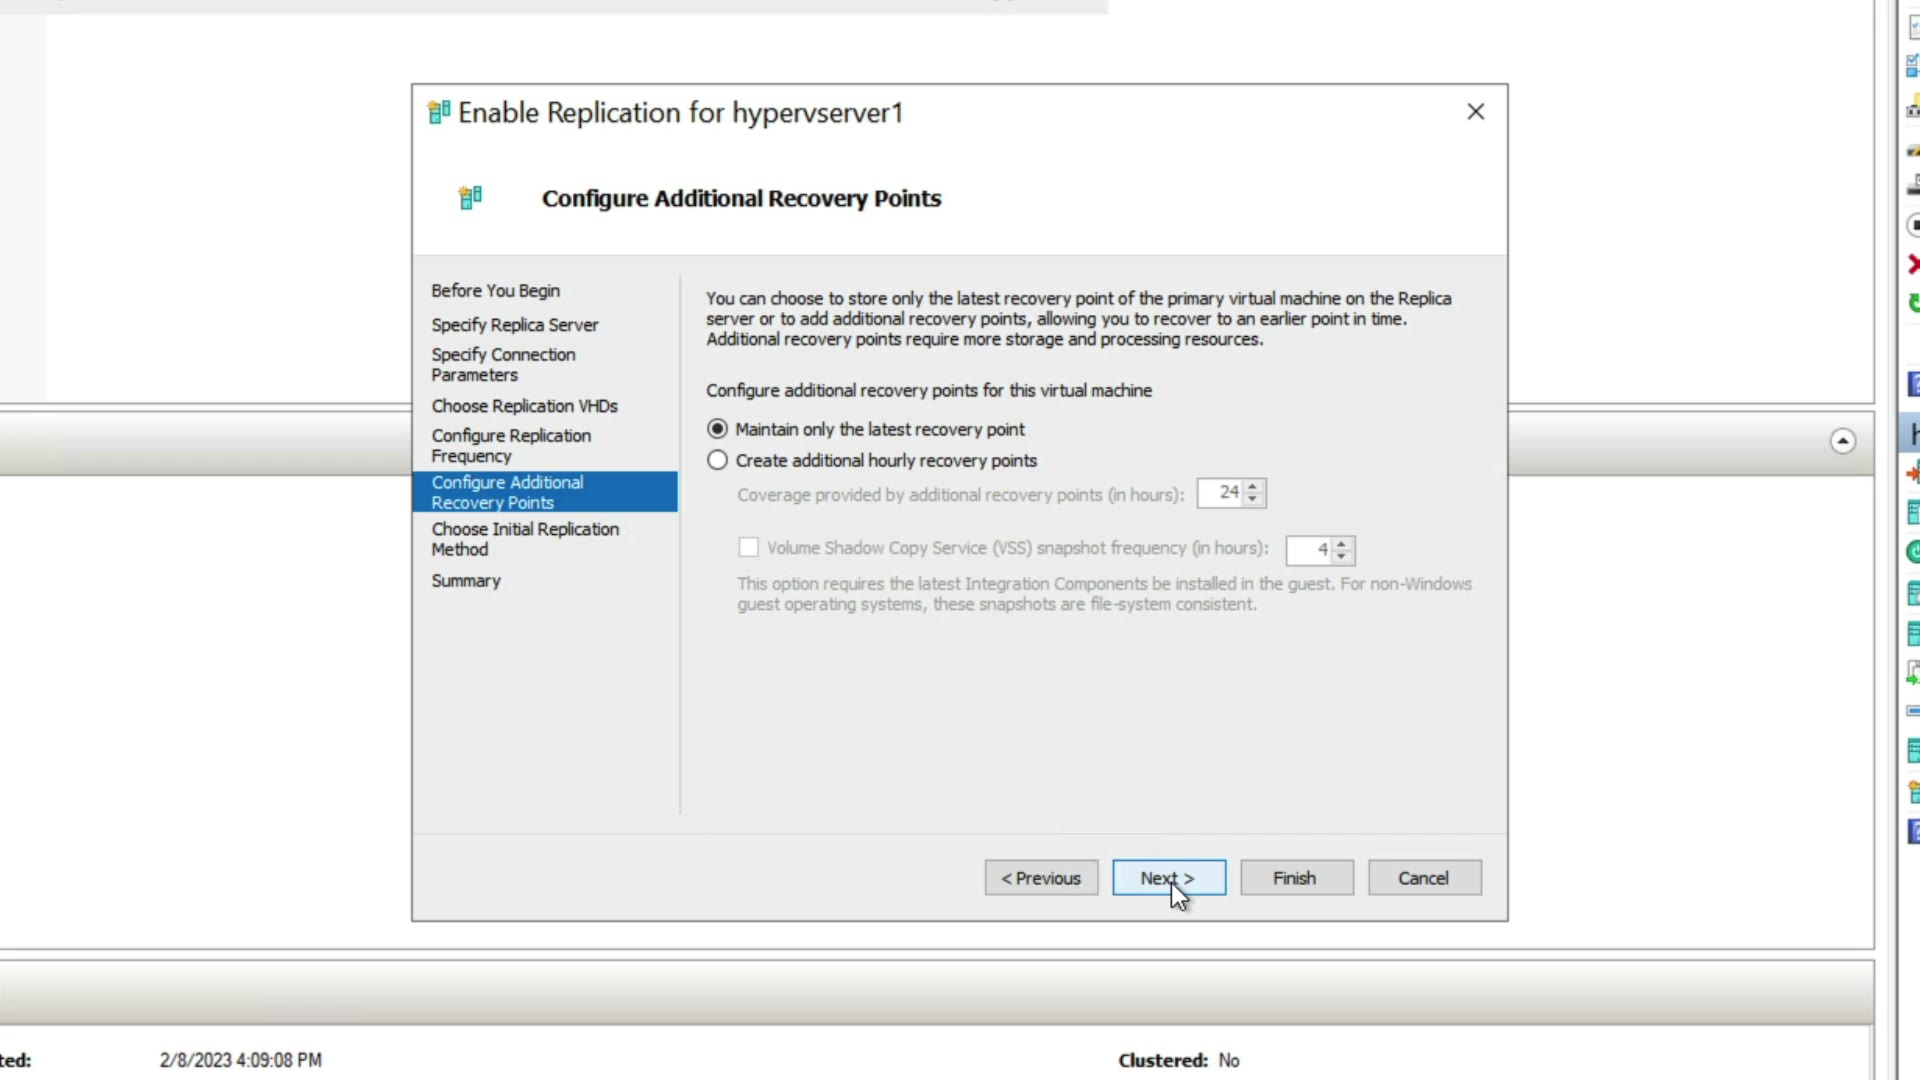 Enable Replication for hypervserver1
Configure Additional Recovery Points
Before You Begin
Specify Replica Server
Specify Connection
Parameters
Choose Replication VHDs
Configure Replication
Frequency
Configure Additional
Recovery Points
Choose Initial Replication
Method
Summary
You can choose to store only the latest recovery point of the primary virtual machine on the Replica
server or to add additional recovery points, allowing you to recover to an earlier point in time.
Additional recovery points require more storage and processing resources.
Configure additional recovery points for this virtual machine
Maintain only the latest recovery point
Create additional hourly recovery points
Coverage provided by additional recovery points (in hours): 24
Volume Shadow Copy Service (VSS) snapshot frequency (in hours): 4
This option requires the latest Integration Components be installed in the guest. For non-Windows
guest operating systems, these snapshots are file-system consistent.
< Previous Next > Finish Cancel
ted: 2/8/2023 4:09:08 PM Clustered: No